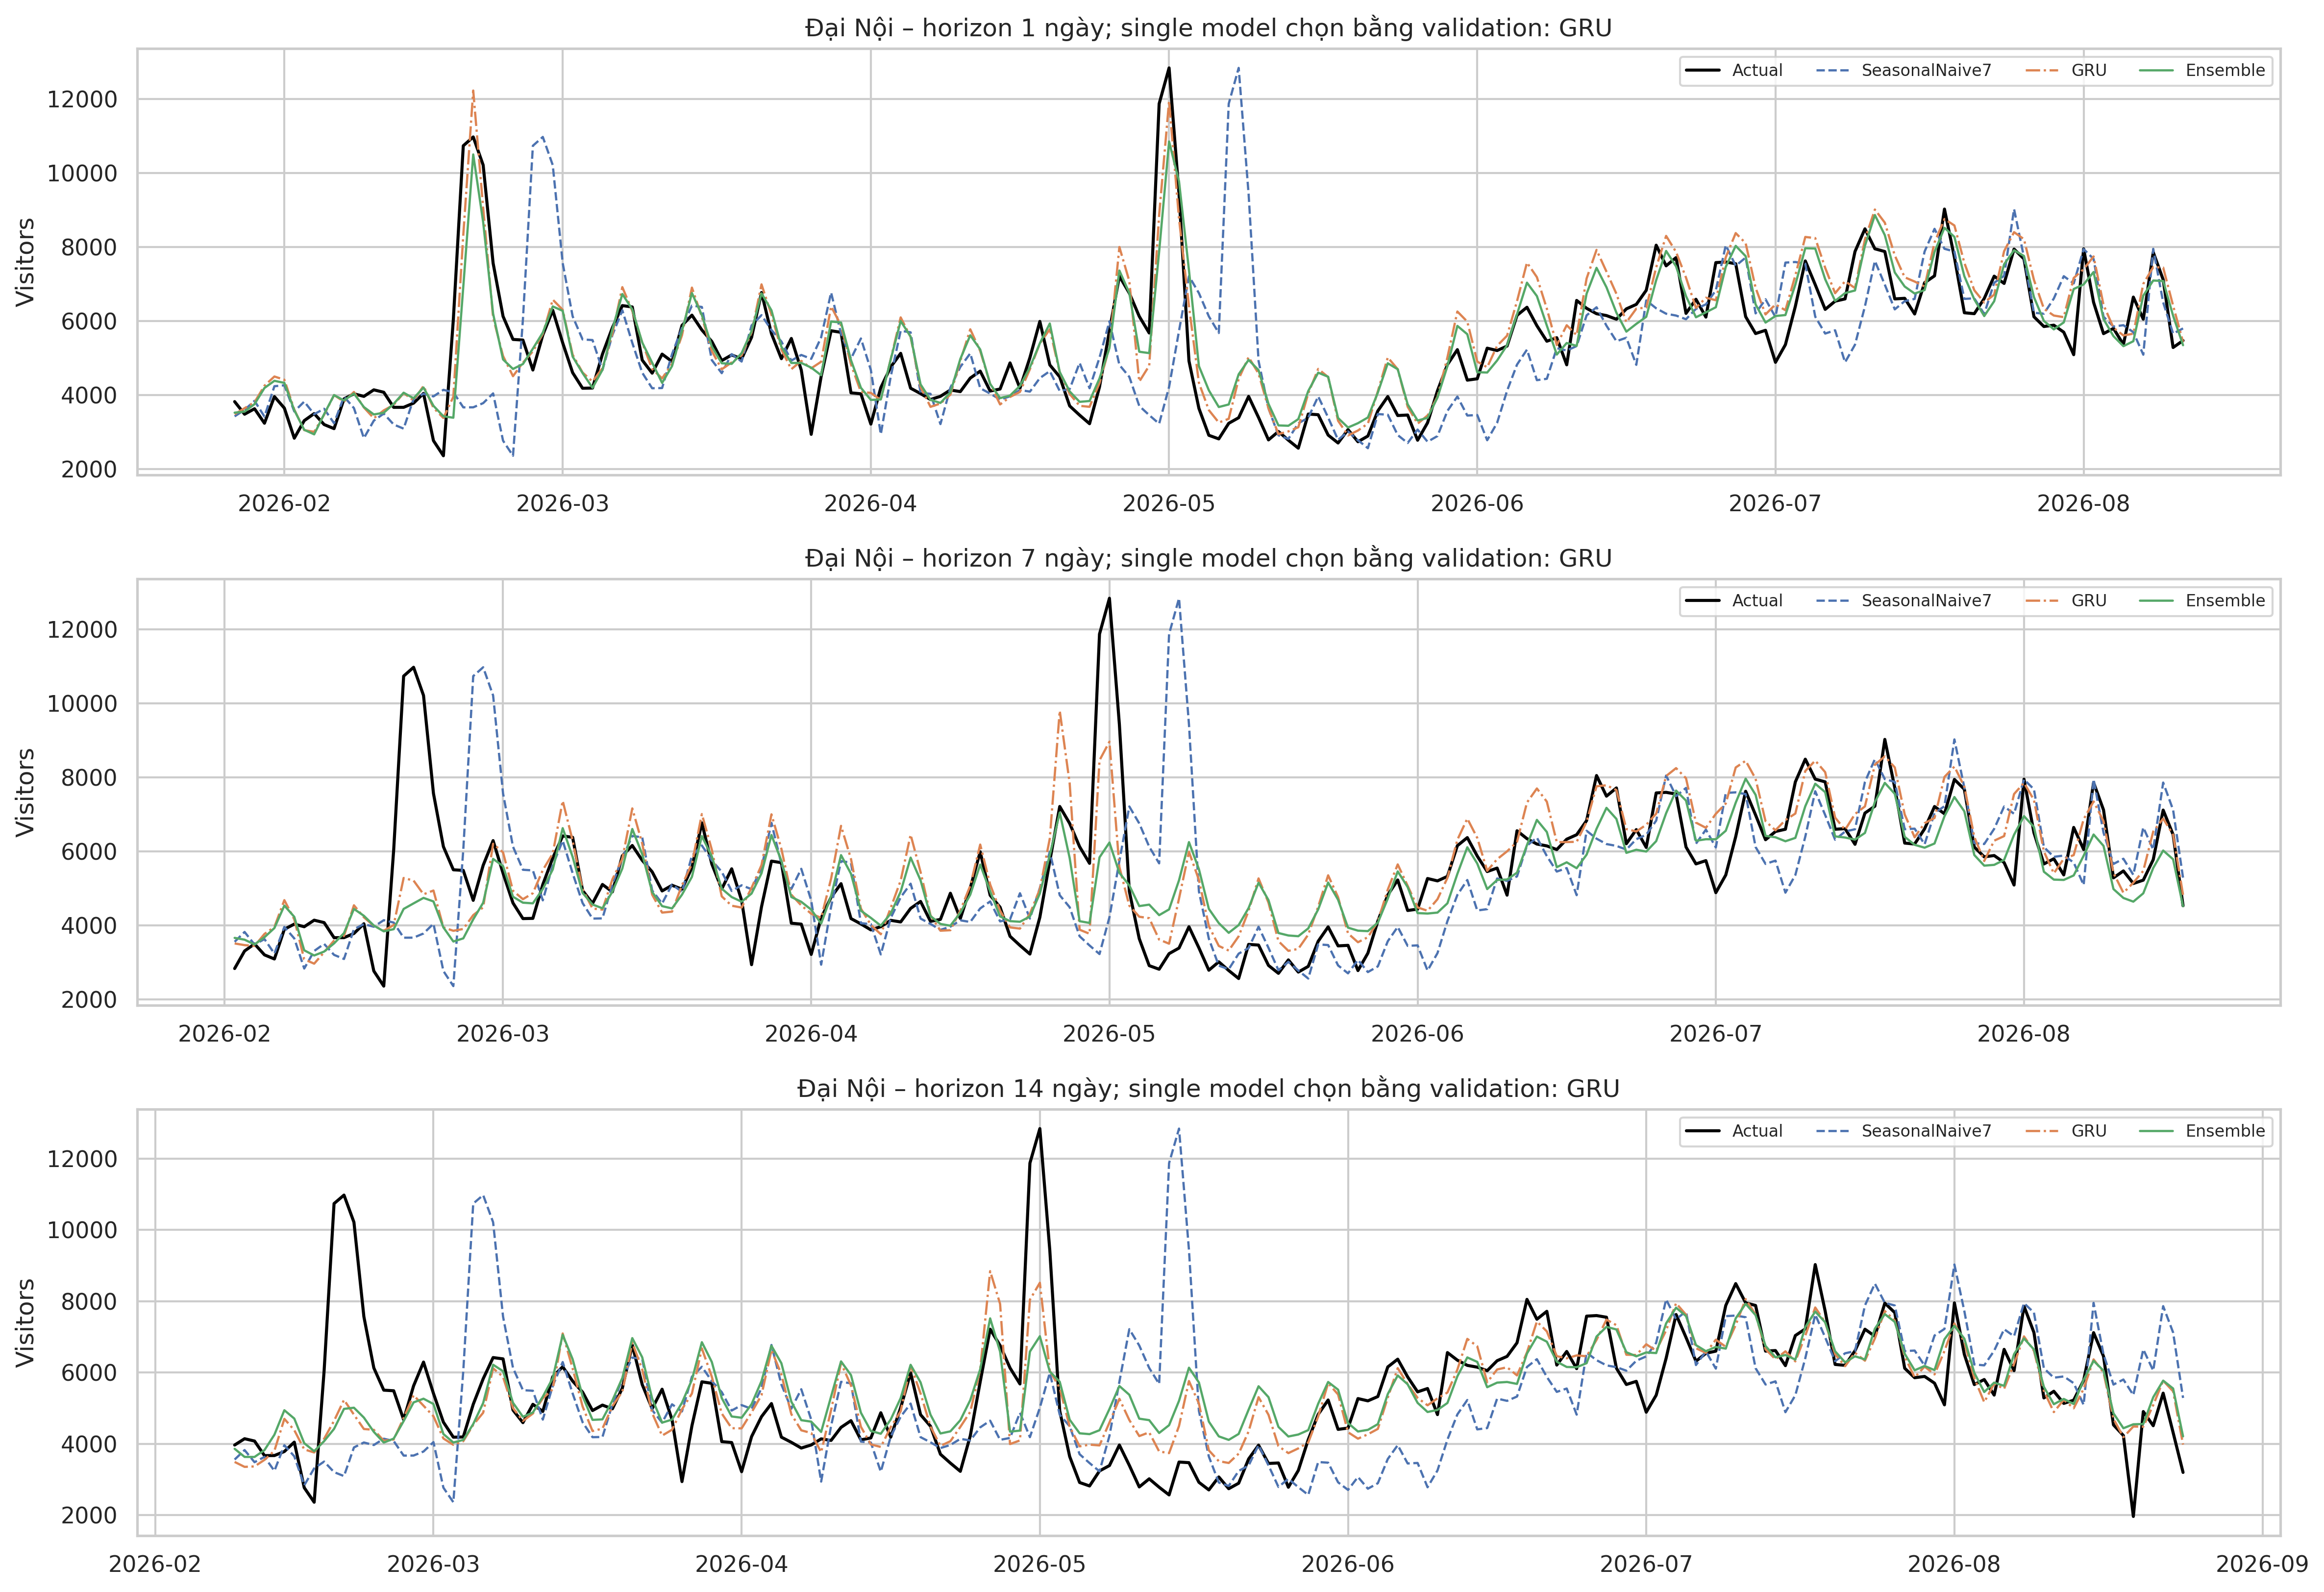 Đại Nội – horizon 1 ngày; single model chọn bằng validation: GRU
Actual SeasonalNaive7 GRU Ensemble
Visitors
12000
10000
8000
6000
4000
2000
2026-02 2026-03 2026-04 2026-05 2026-06 2026-07 2026-08
Đại Nội – horizon 7 ngày; single model chọn bằng validation: GRU
Actual SeasonalNaive7 GRU Ensemble
Visitors
12000
10000
8000
6000
4000
2000
2026-02 2026-03 2026-04 2026-05 2026-06 2026-07 2026-08
Đại Nội – horizon 14 ngày; single model chọn bằng validation: GRU
Actual SeasonalNaive7 GRU Ensemble
Visitors
12000
10000
8000
6000
4000
2000
2026-02 2026-03 2026-04 2026-05 2026-06 2026-07 2026-08 2026-09